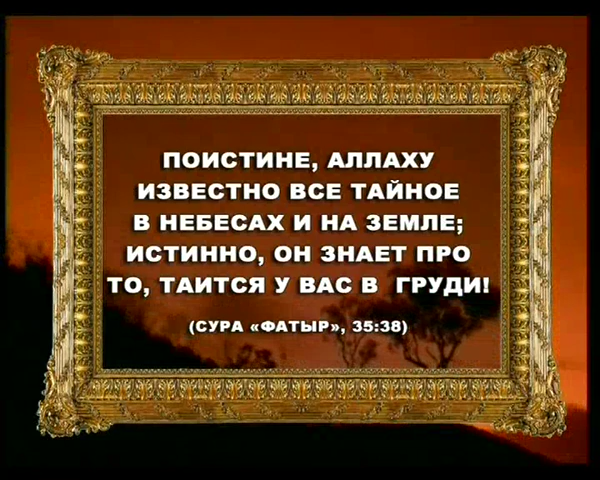 ПОИСТИНЕ, АЛЛАХУ
ИЗВЕСТНО ВСЕ ТАЙНОЕ
В НЕБЕСАХ И НА ЗЕМЛЕ;
ИСТИННО, ОН ЗНАЕТ ПРО
ТО, ТАИТСЯ У ВАС В ГРУДИ!
(СУРА «ФАТЫР», 35:38)